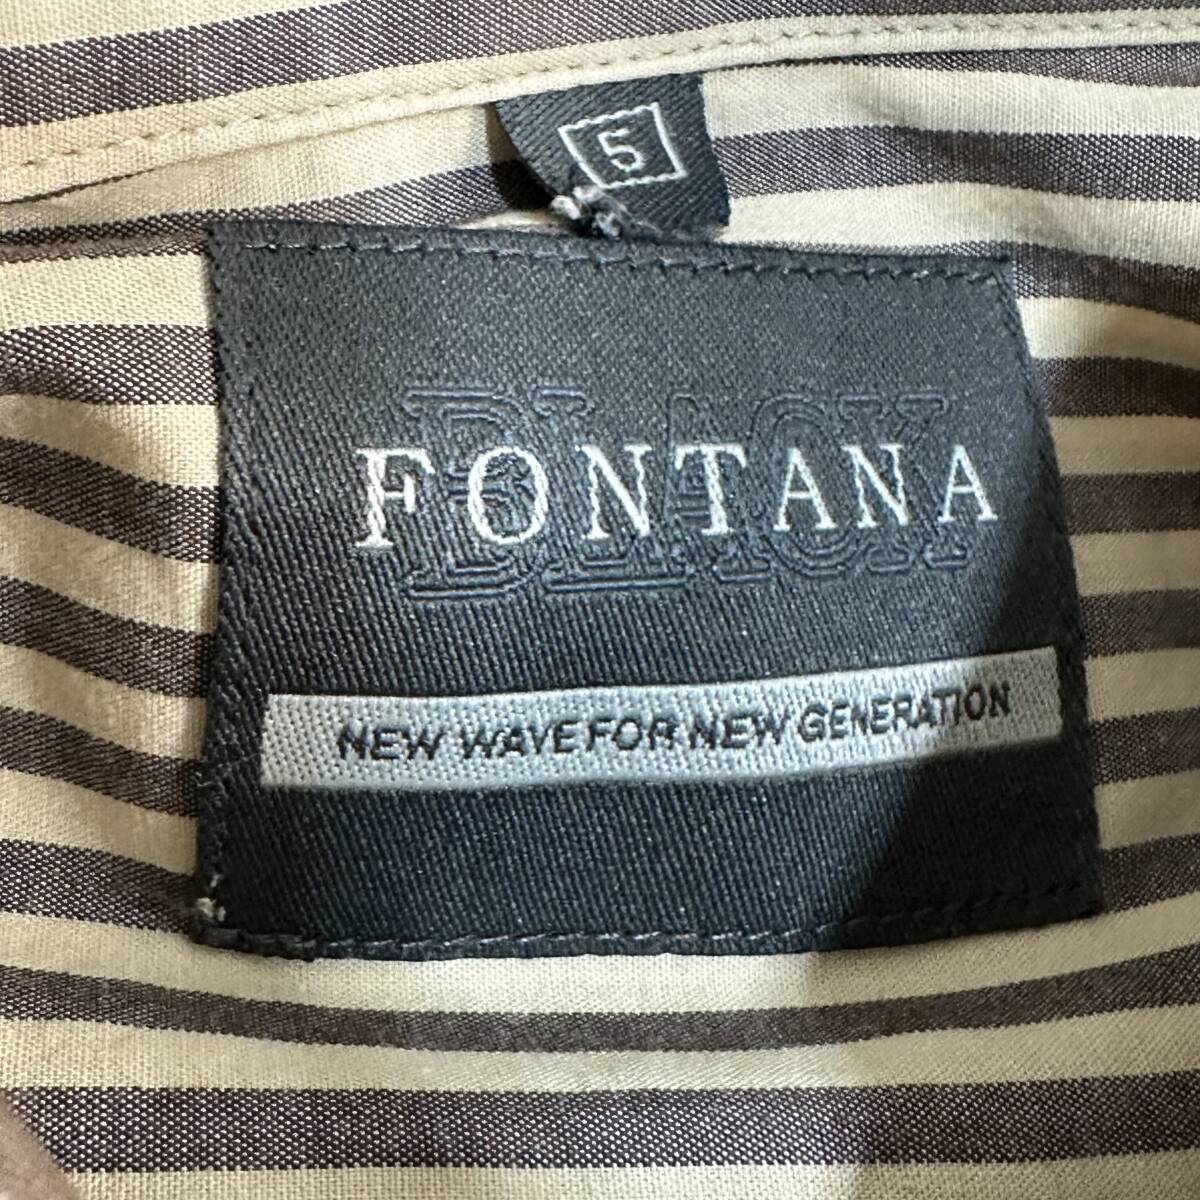 5
BLACK
FONTANA
NEW WAVE FOR NEW GENERATION